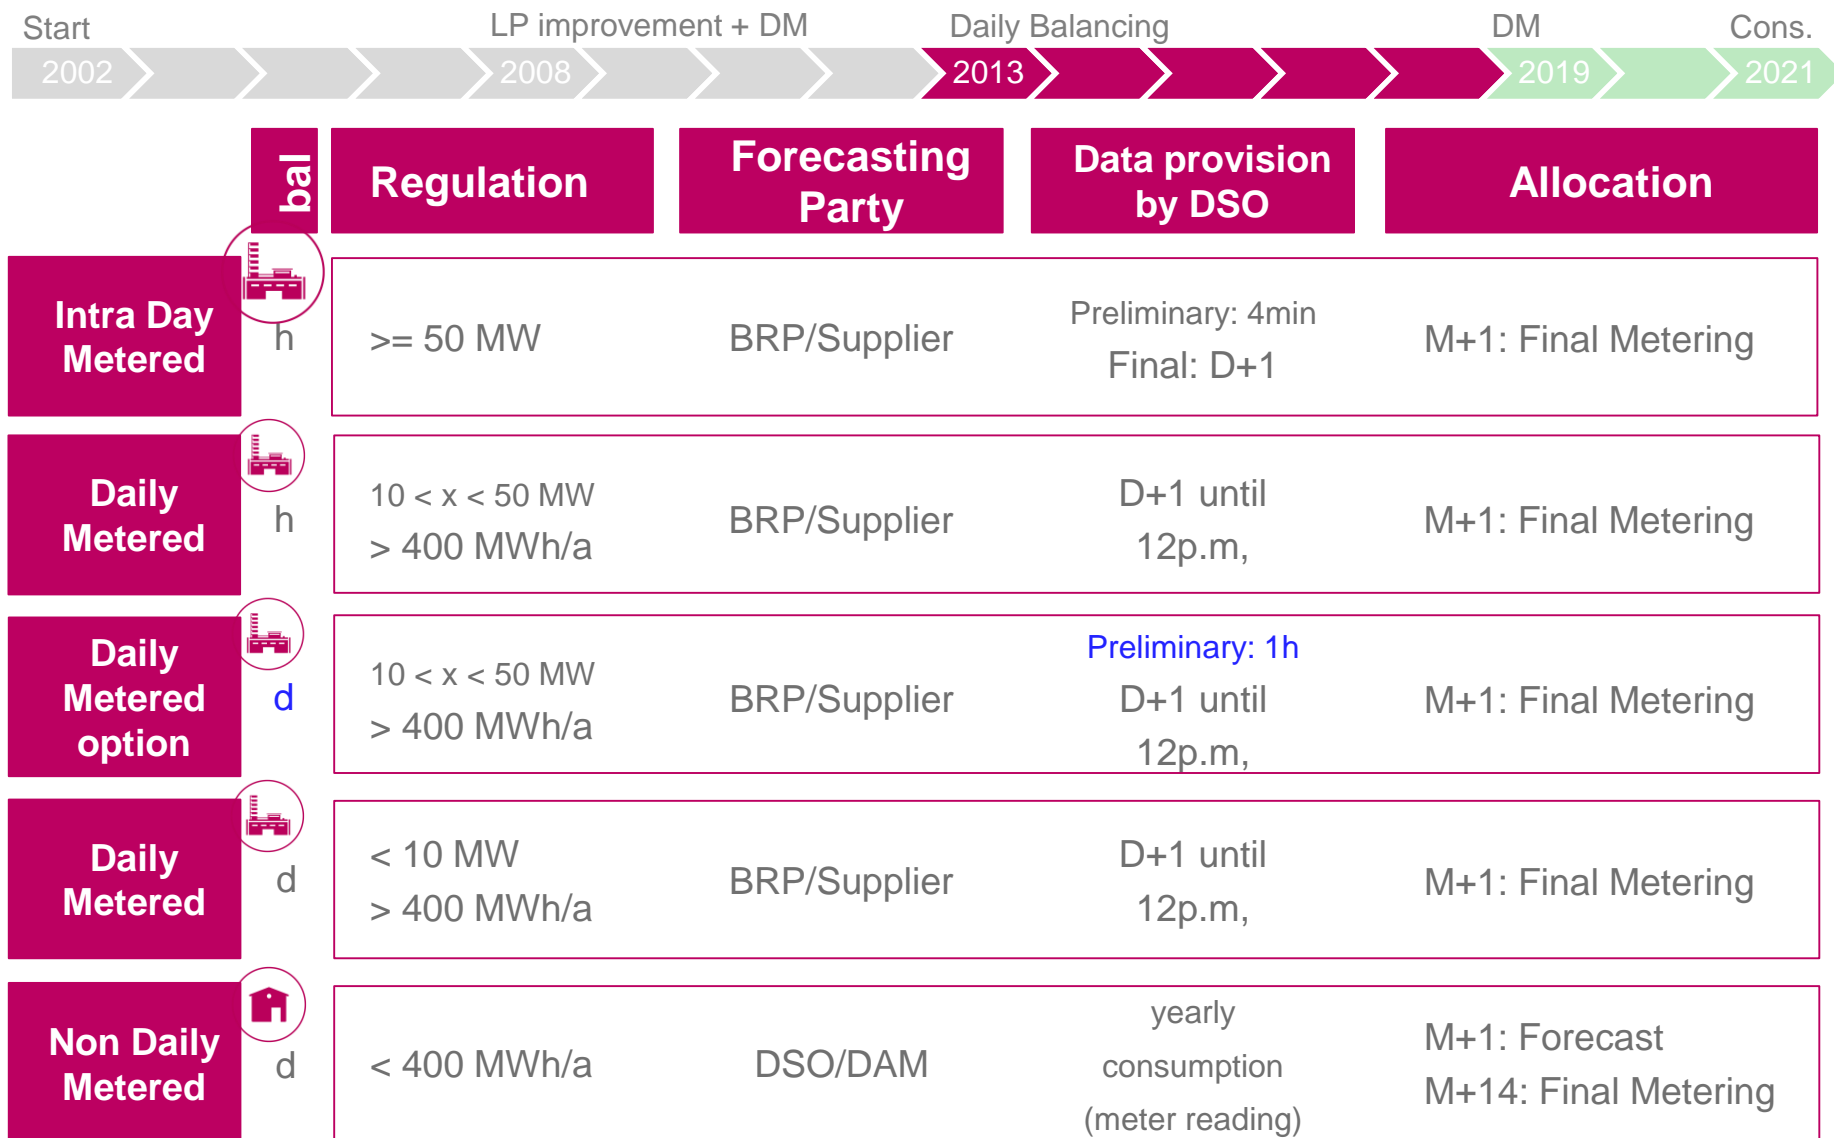 Start
LP improvement + DM
Daily Balancing
DM
Cons.
2002
2008
2013
2019
2021
bal
Regulation
Forecasting
Party
Data provision
by DSO
Allocation
Intra Day
Metered
h
>= 50 MW
BRP/Supplier
Preliminary: 4min
Final: D+1
M+1: Final Metering
Daily
Metered
h
10 < x < 50 MW
> 400 MWh/a
BRP/Supplier
D+1 until
12p.m,
M+1: Final Metering
Daily
Metered
option
d
10 < x < 50 MW
> 400 MWh/a
BRP/Supplier
Preliminary: 1h
D+1 until
12p.m,
M+1: Final Metering
Daily
Metered
d
< 10 MW
> 400 MWh/a
BRP/Supplier
D+1 until
12p.m,
M+1: Final Metering
Non Daily
Metered
d
< 400 MWh/a
DSO/DAM
yearly
consumption
(meter reading)
M+1: Forecast
M+14: Final Metering